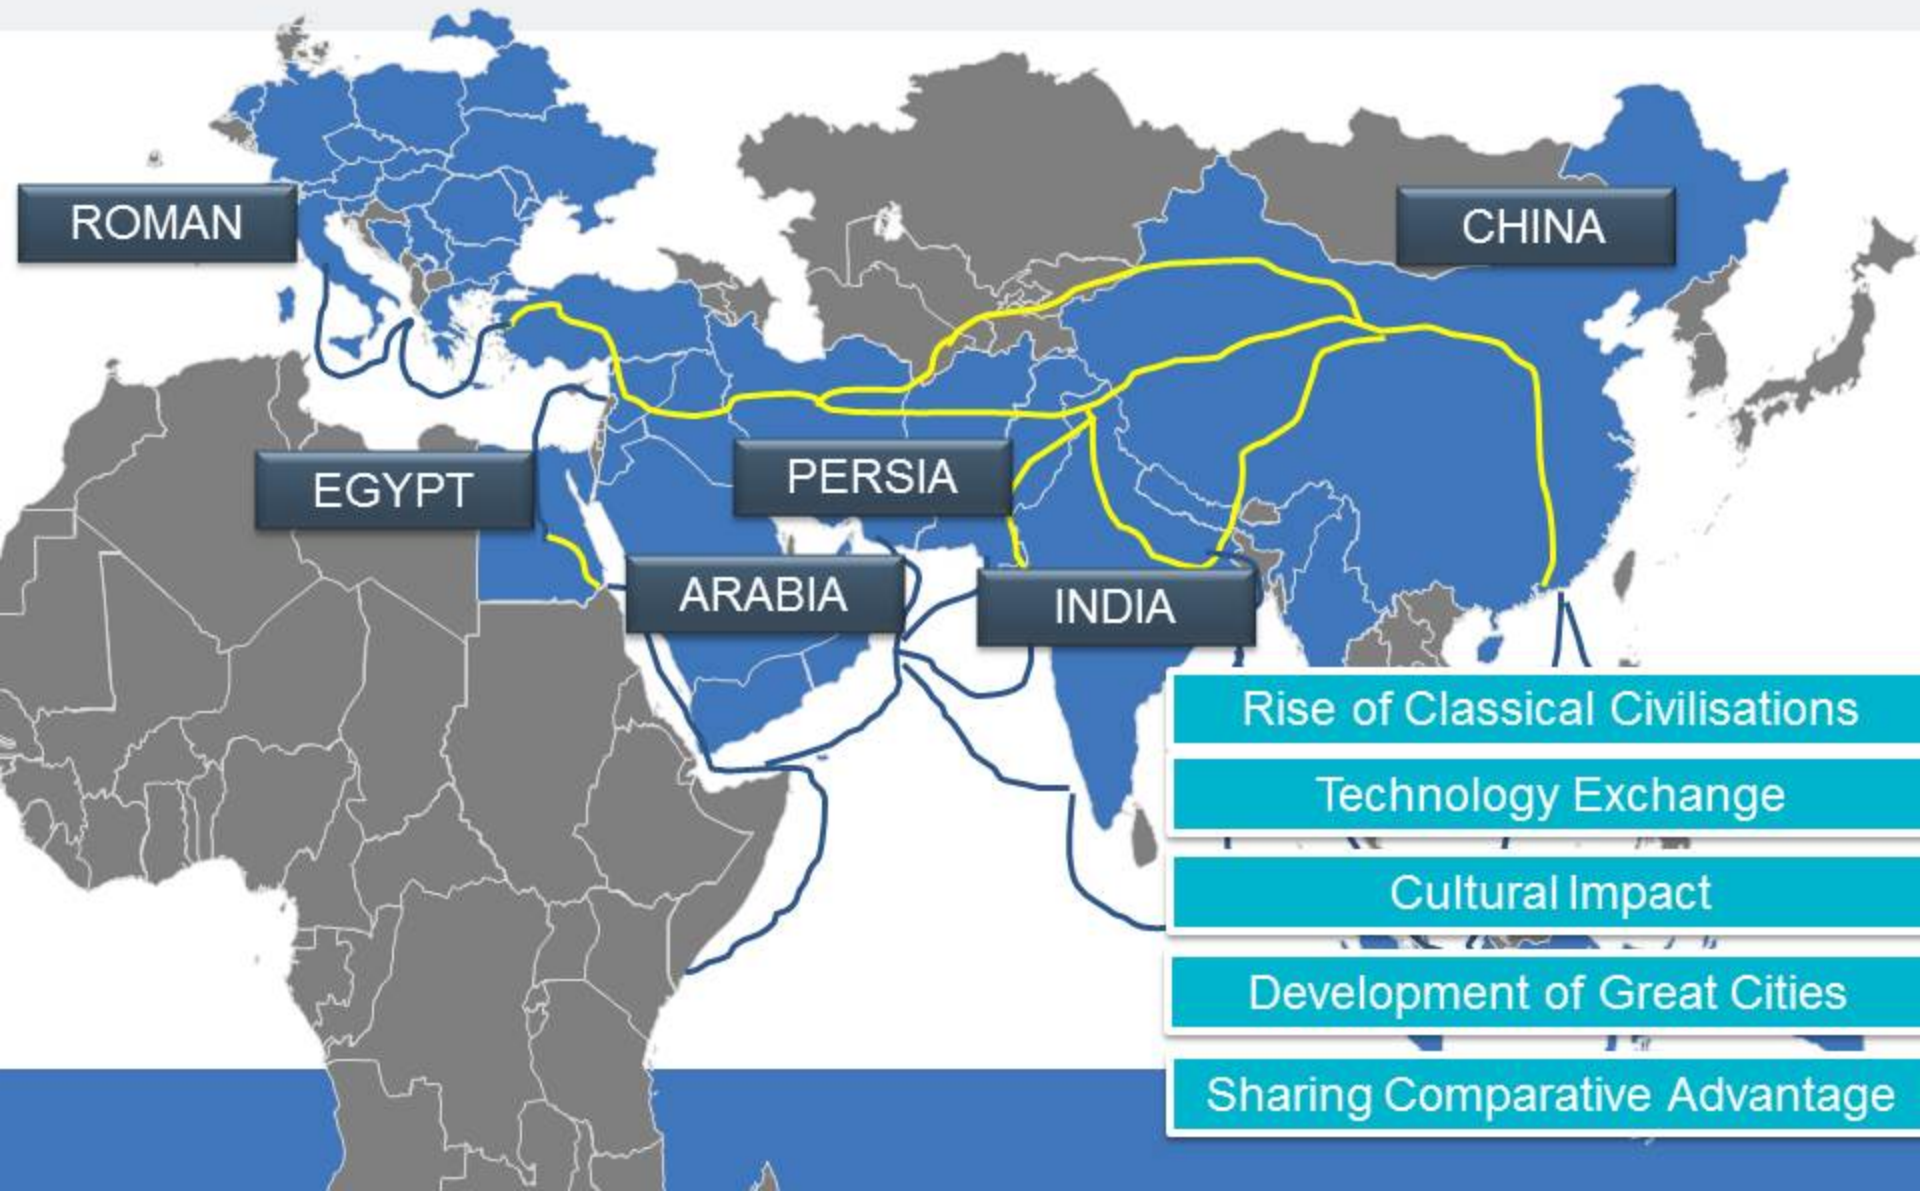 ROMAN
CHINA
EGYPT
PERSIA
ARABIA
INDIA
Rise of Classical Civilisations
Technology Exchange
Cultural Impact
Development of Great Cities
Sharing Comparative Advantage